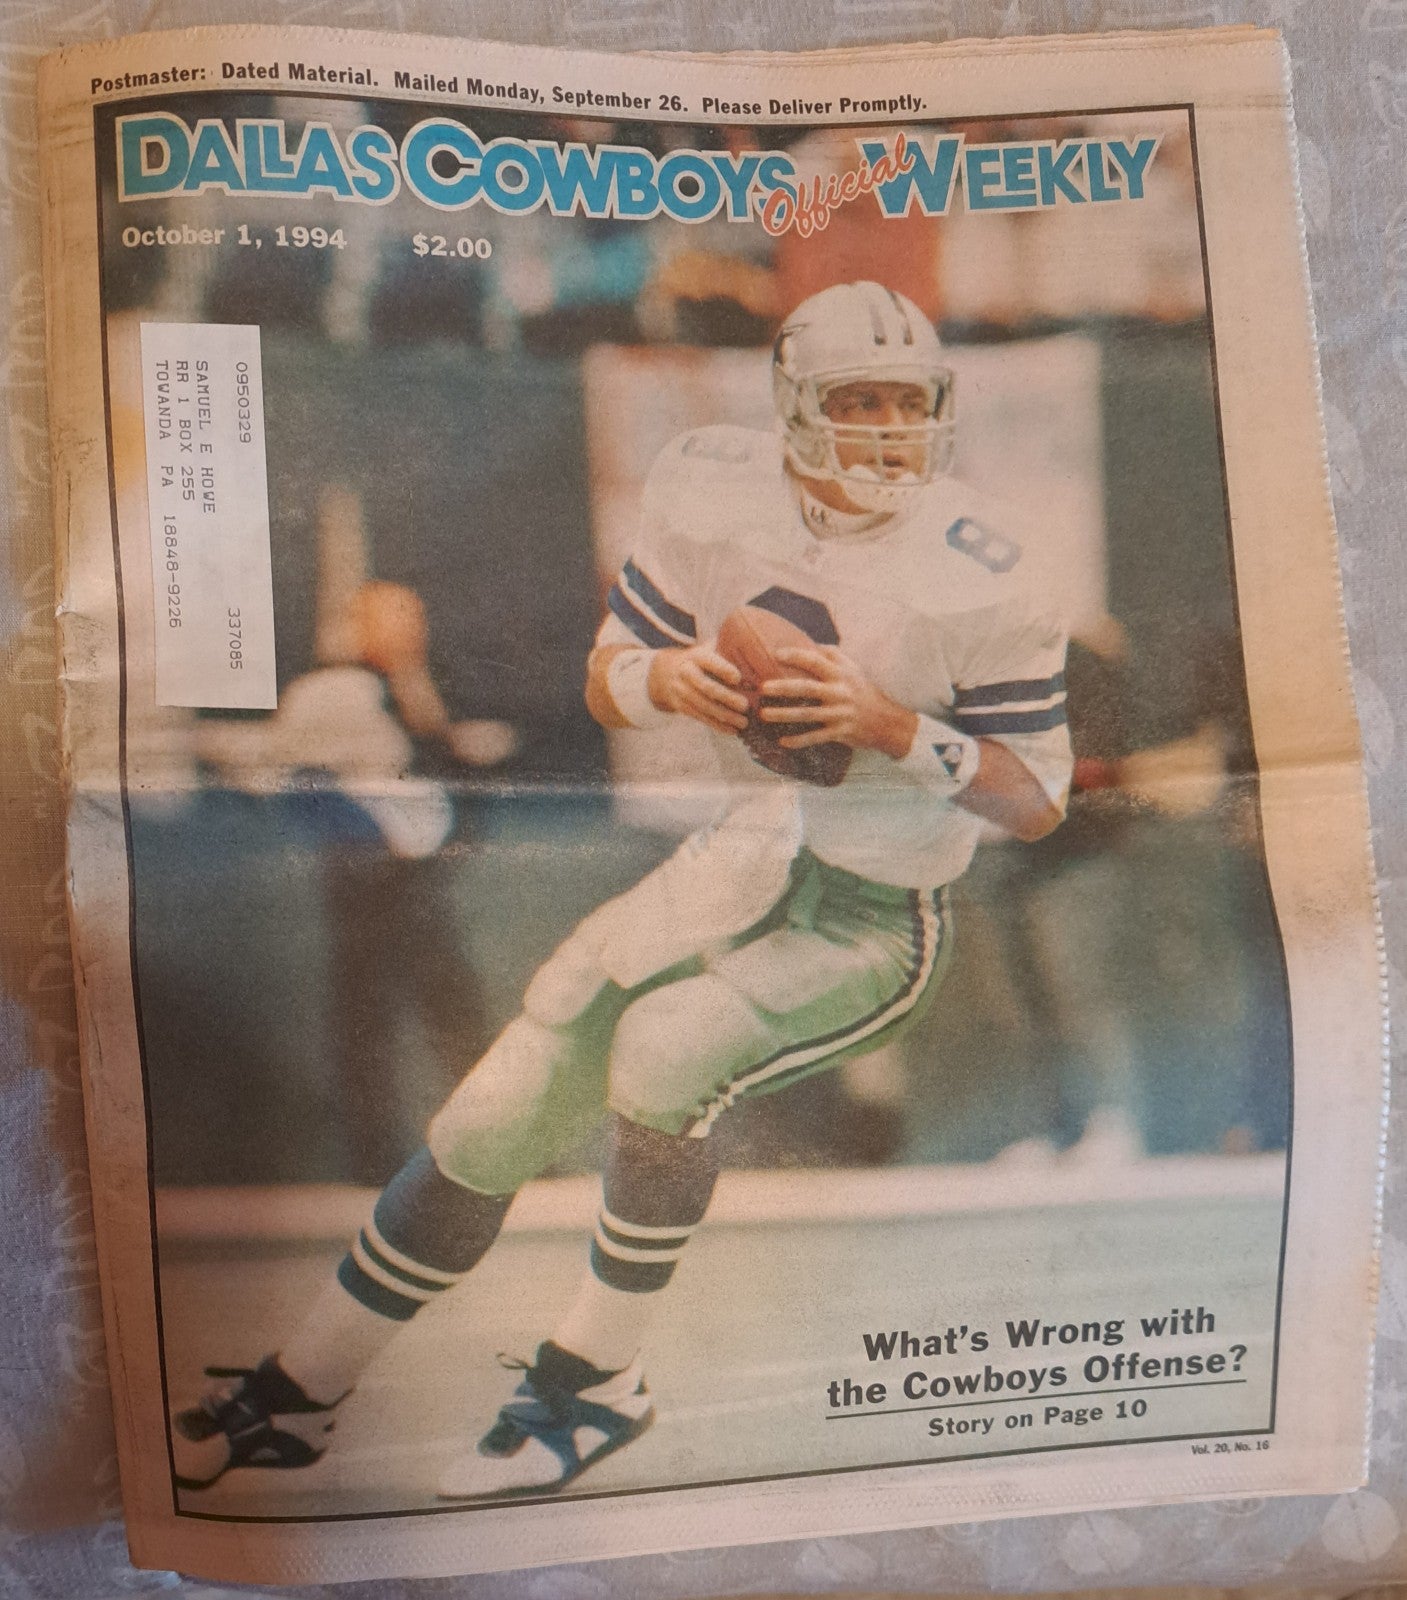 Postmaster: Dated Material. Mailed Monday, September 26. Please Deliver Promptly.
DALLAS COWBOYS Official WEEKLY
October 1, 1994 $2.00
0950329 337085
SAMUEL E HOWE
RR 1 BOX 255
TOWANDA PA 18848-9226
8
What's Wrong with
the Cowboys Offense?
Story on Page 10
Vol. 20, No. 16